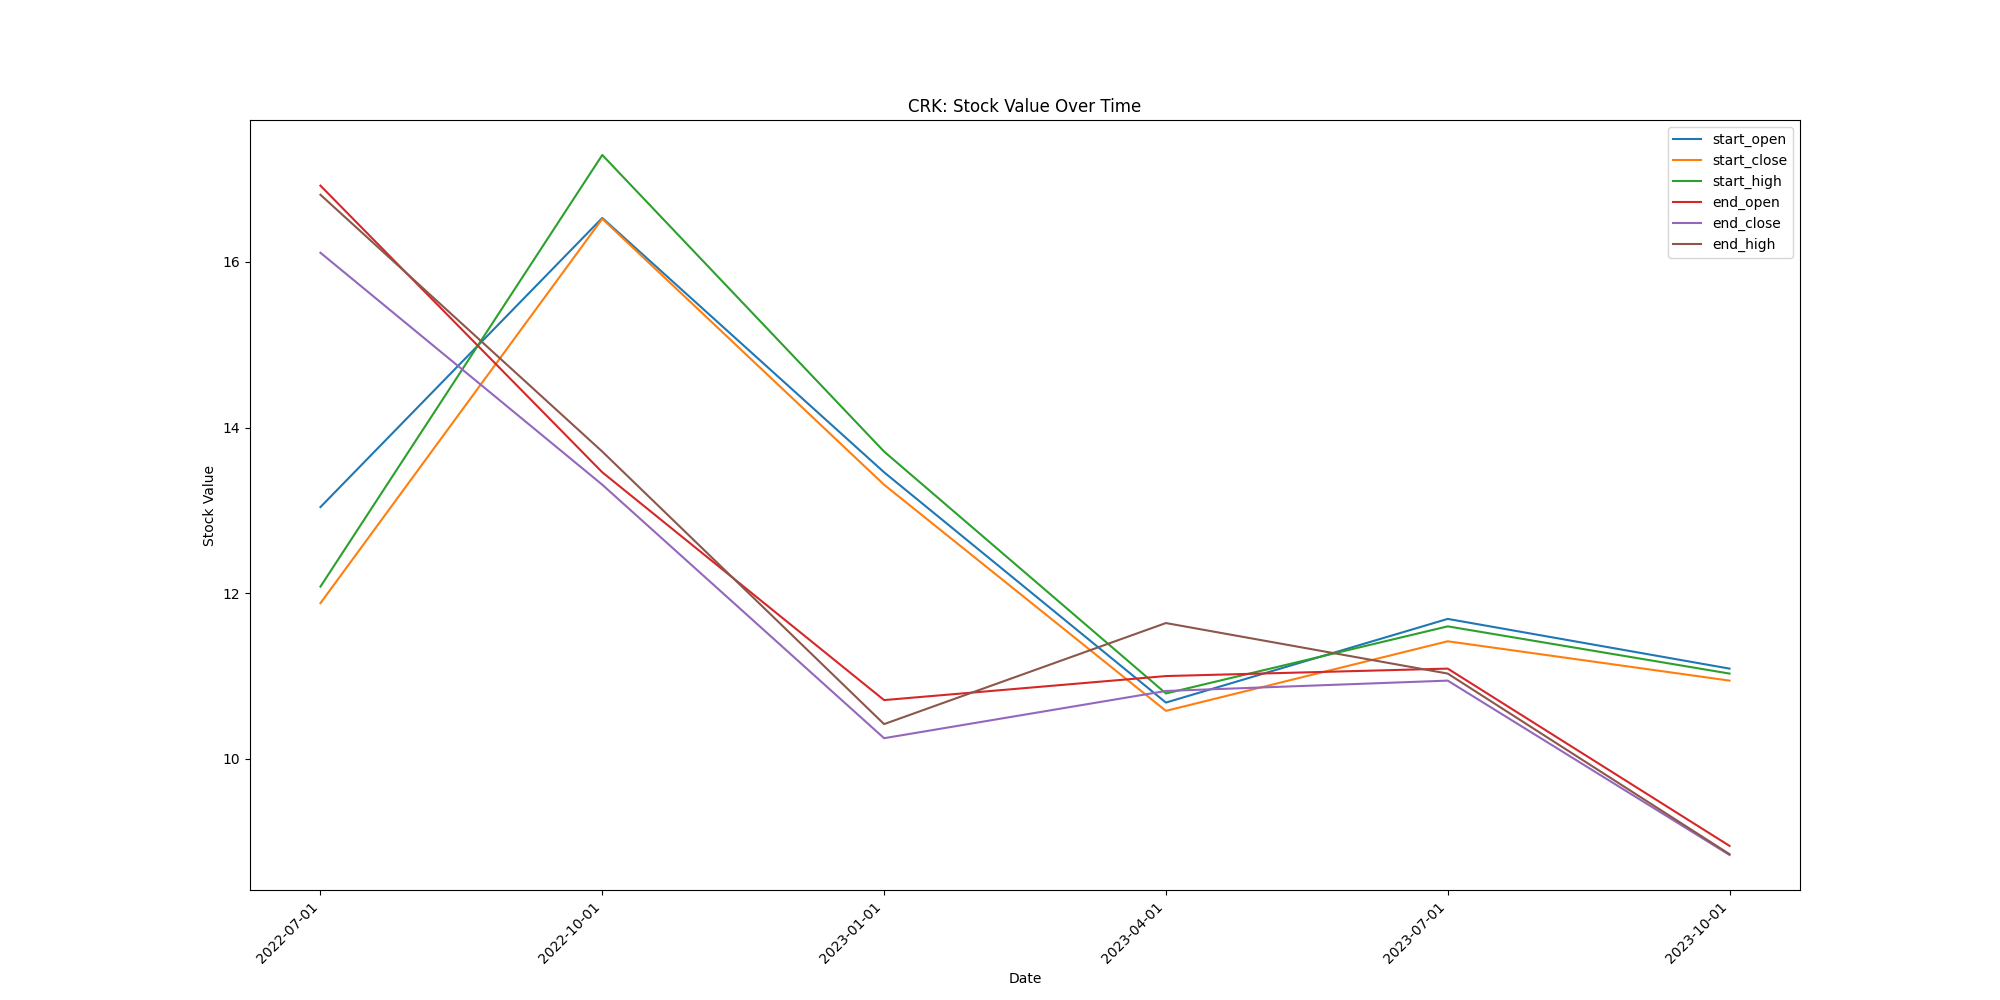 CRK: Stock Value Over Time
start_open
start_close
start_high
end_open
end_close
end_high
Stock Value
16
14
12
10
2022-07-01
2022-10-01
2023-01-01
2023-04-01
2023-07-01
2023-10-01
Date